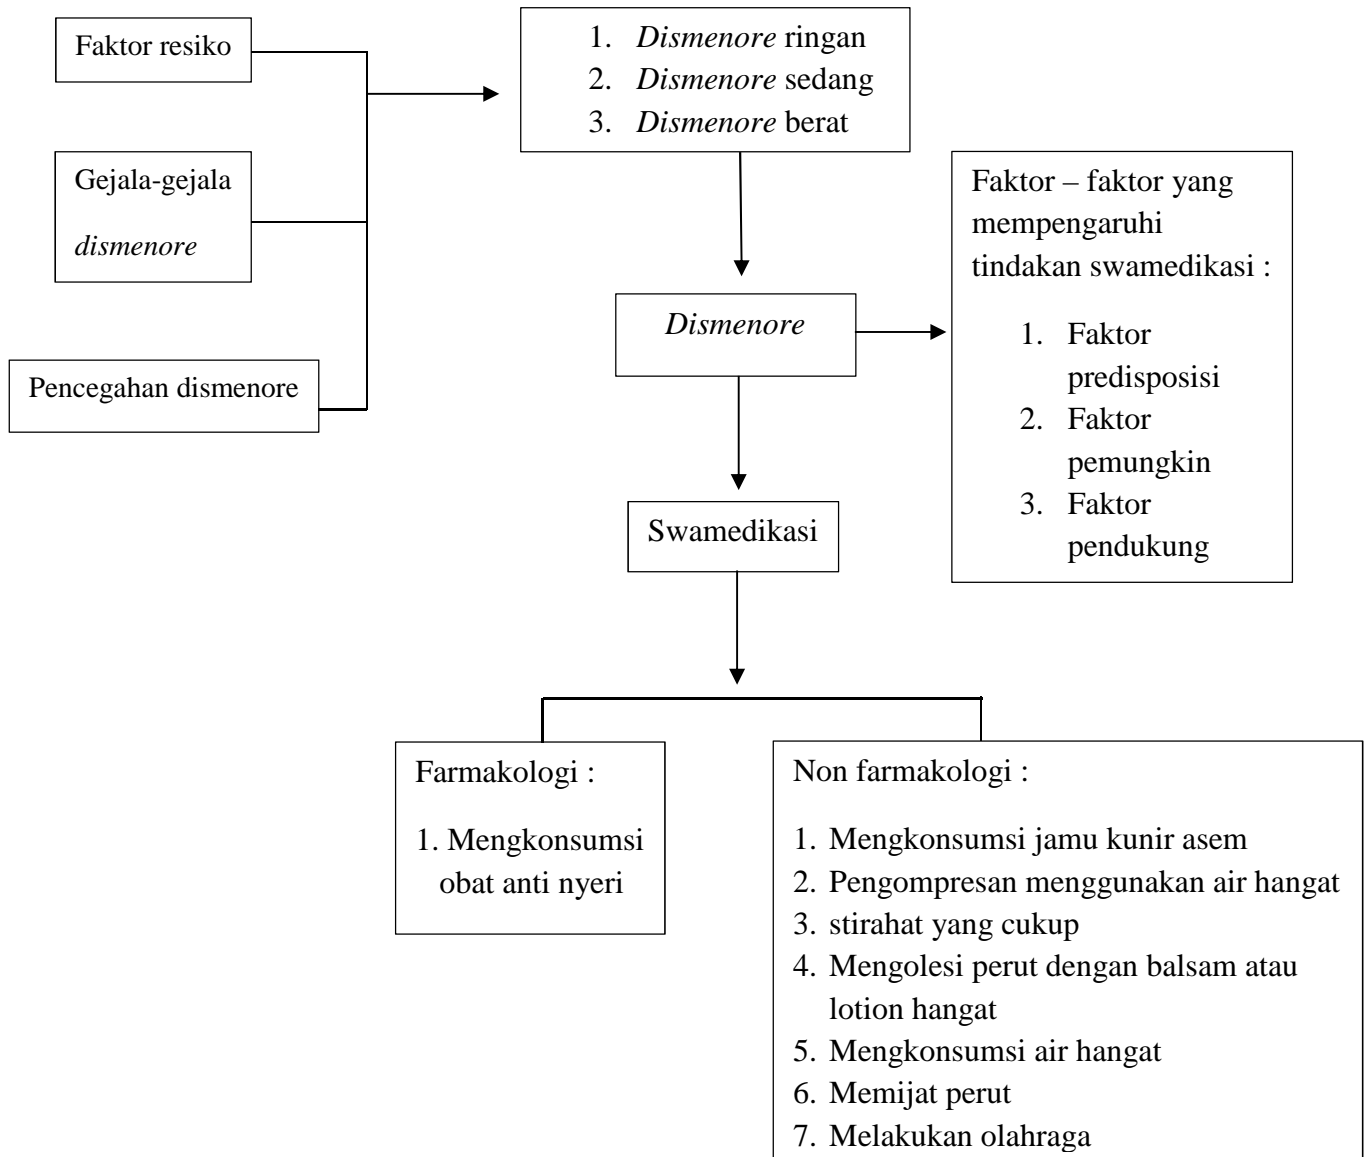 Faktor resiko
1. Dismenore ringan
2. Dismenore sedang
3. Dismenore berat
Gejala-gejala
dismenore
Pencegahan dismenore
Dismenore
Faktor – faktor yang
mempengaruhi
tindakan swamedikasi :
1. Faktor
predisposisi
2. Faktor
pemungkin
3. Faktor
pendukung
Swamedikasi
Farmakologi :
1. Mengkonsumsi
obat anti nyeri
Non farmakologi :
1. Mengkonsumsi jamu kunir asem
2. Pengompresan menggunakan air hangat
3. stirahat yang cukup
4. Mengolesi perut dengan balsam atau
lotion hangat
5. Mengkonsumsi air hangat
6. Memijat perut
7. Melakukan olahraga